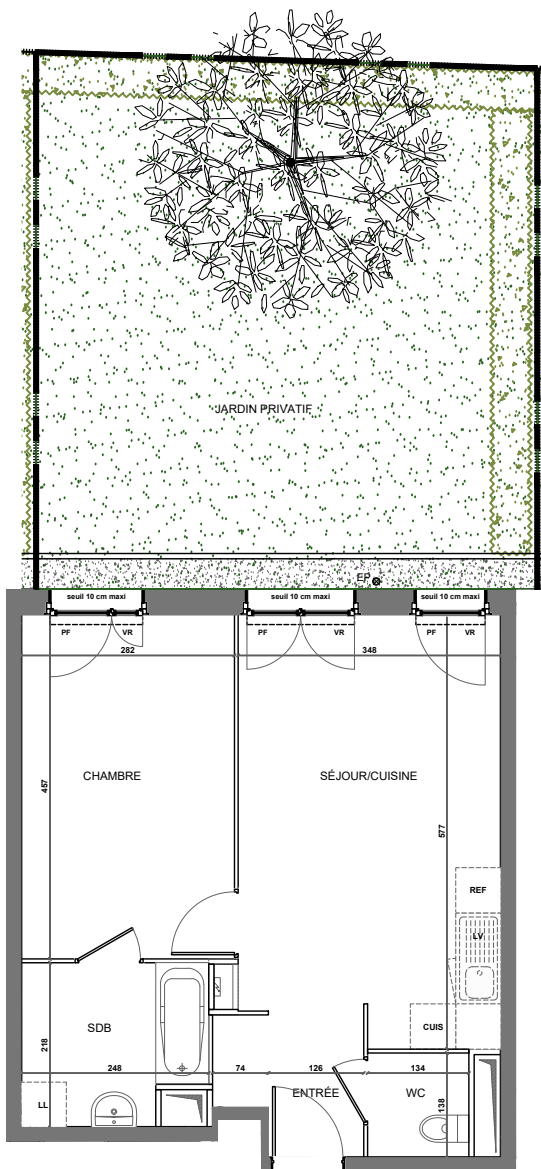 JARDIN PRIVATIF
EP
seuil 10 cm maxi seuil 10 cm maxi seuil 10 cm maxi
PF VR PF VR PF VR
282 348
CHAMBRE SÉJOUR/CUISINE
457
577
REF
LV
CUIS
SDB
218
248 74 126 134
ENTRÉE WC
LL
138